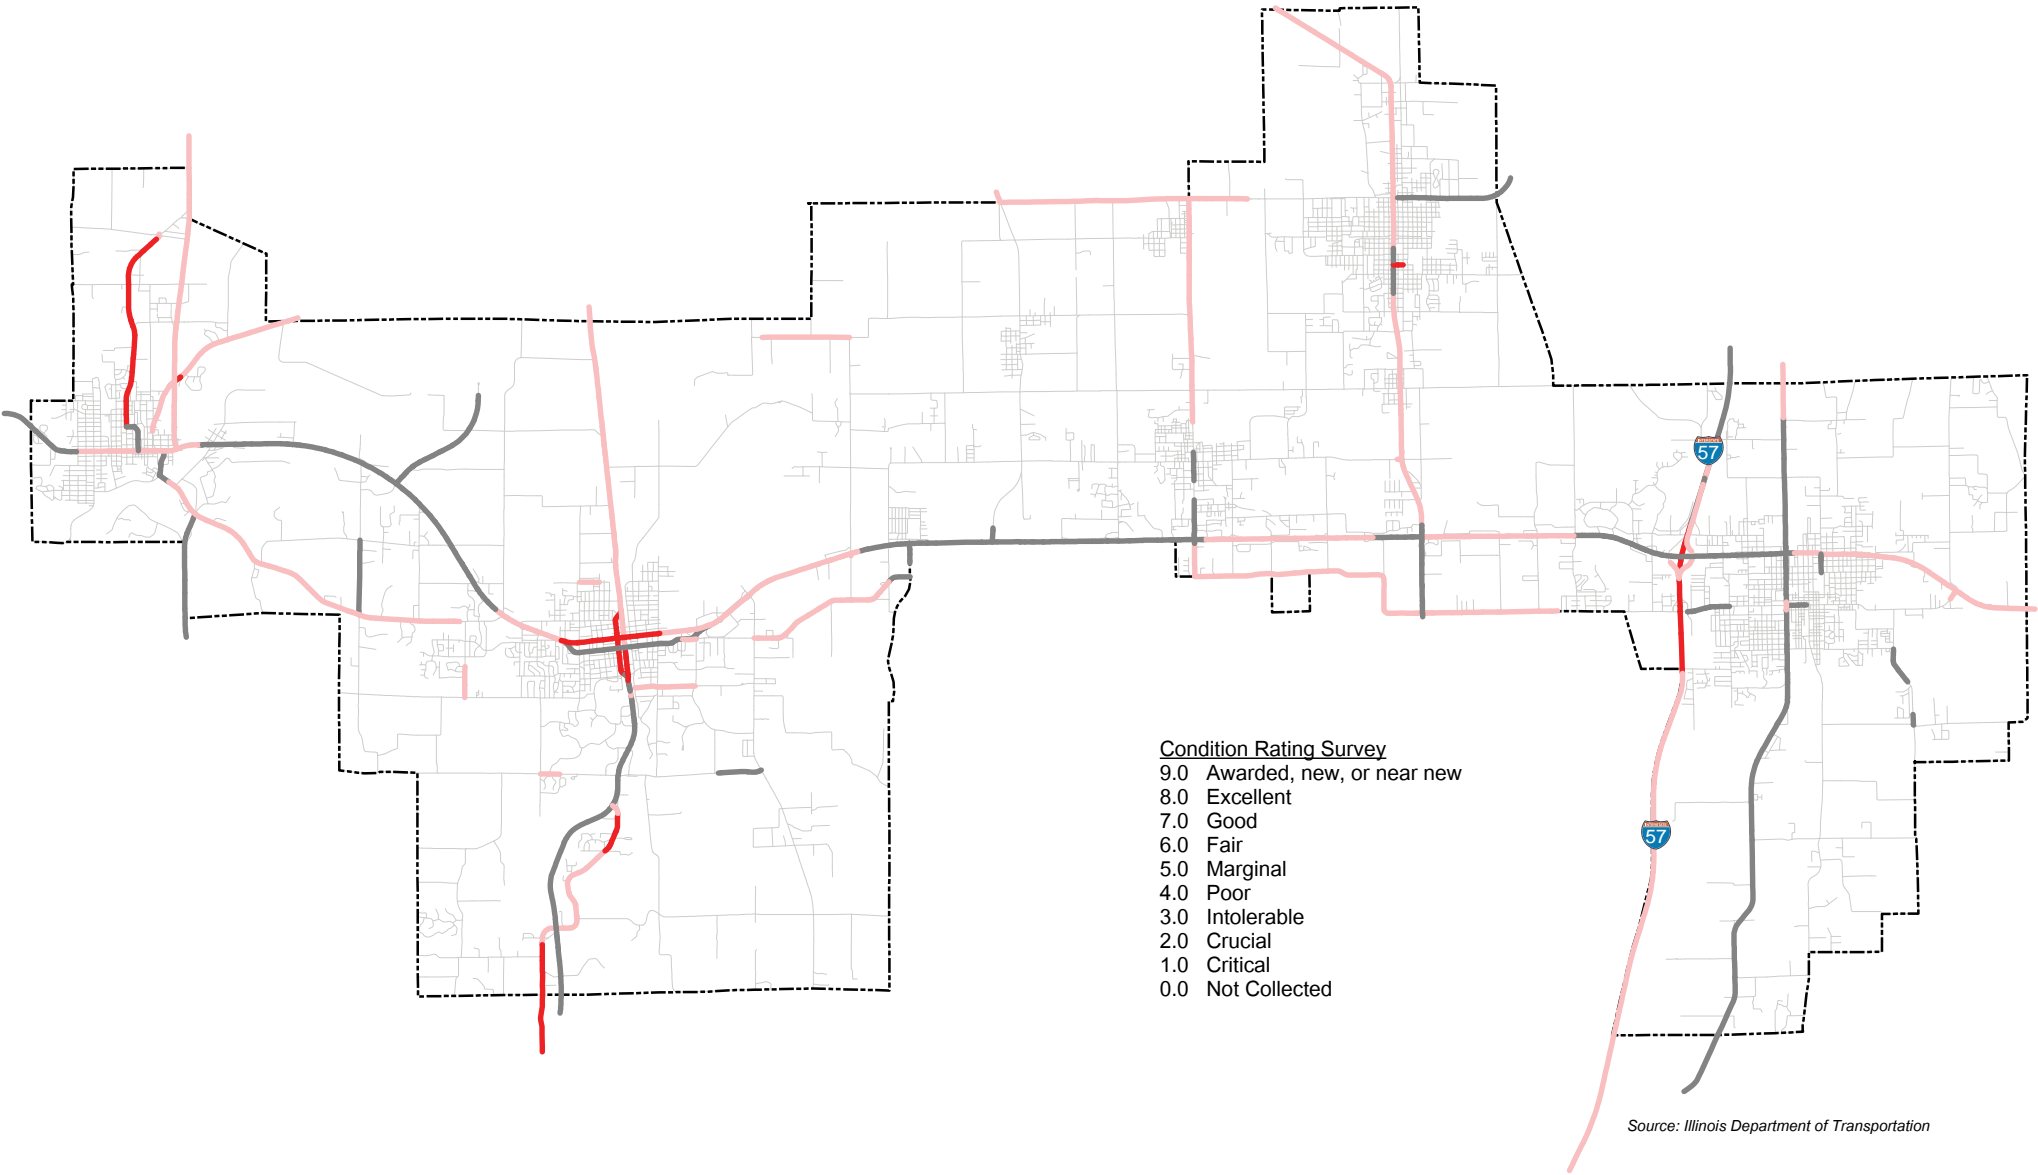 57
57
Condition Rating Survey
9.0 Awarded, new, or near new
8.0 Excellent
7.0 Good
6.0 Fair
5.0 Marginal
4.0 Poor
3.0 Intolerable
2.0 Crucial
1.0 Critical
0.0 Not Collected
Source: Illinois Department of Transportation